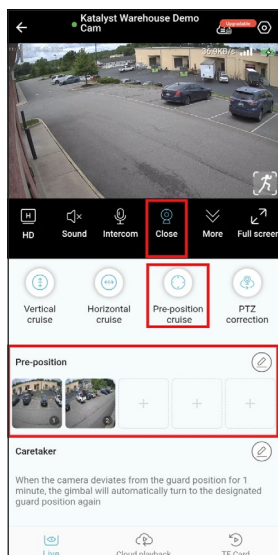 Katalyst Warehouse Demo
Cam
Upgradable
36.9KB/s
H
HD
Sound
Intercom
Close
More
Full screen
Vertical
cruise
Horizontal
cruise
Pre-position
cruise
PTZ
correction
Pre-position
1
2
Caretaker
When the camera deviates from the guard position for 1
minute, the gimbal will automatically turn to the designated
guard position again
Live
Cloud playback
TF Card